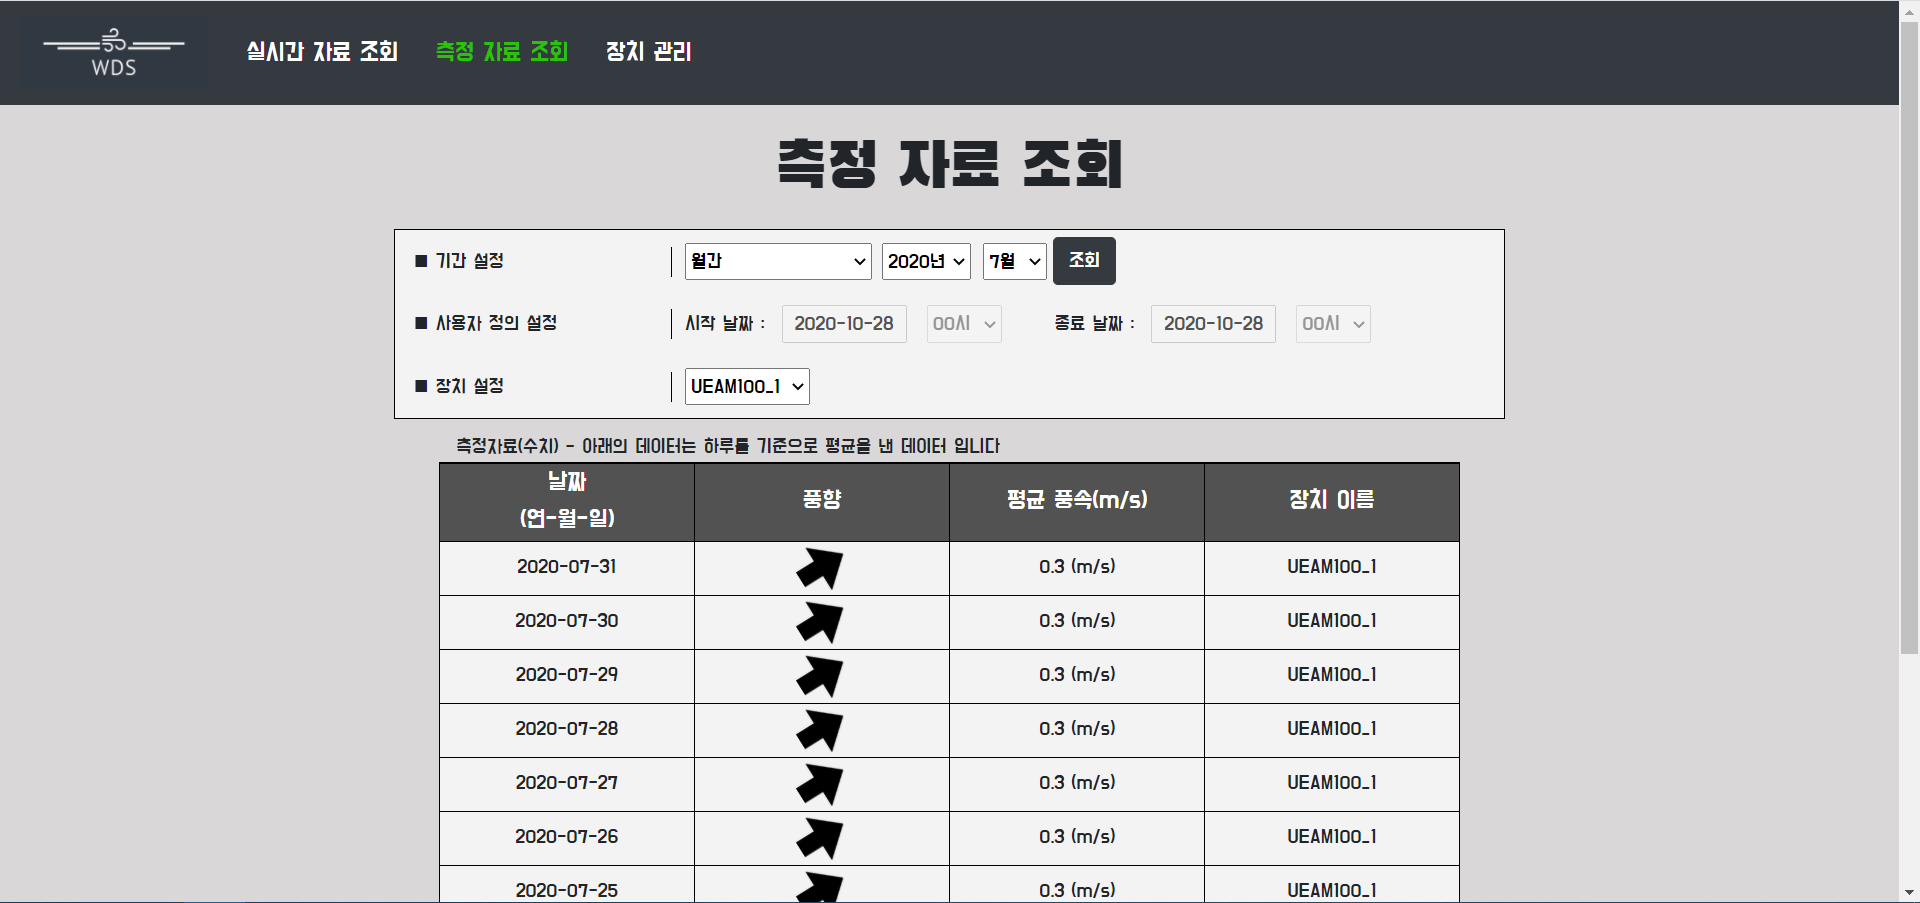 WDS
실시간 자료 조회 측정 자료 조회 장치 관리
측정 자료 조회
■ 기간 설정 월간 2020년 7월 조회
■ 사용자 정의 설정 시작 날짜 : 2020-10-28 00시 종료 날짜 : 2020-10-28 00시
■ 장치 설정 UEAM100_1
측정자료(수치) - 아래의 데이터는 하루를 기준으로 평균을 낸 데이터 입니다
날짜
(연-월-일) 풍향 평균 풍속(m/s) 장치 이름
2020-07-31 0.3 (m/s) UEAM100_1
2020-07-30 0.3 (m/s) UEAM100_1
2020-07-29 0.3 (m/s) UEAM100_1
2020-07-28 0.3 (m/s) UEAM100_1
2020-07-27 0.3 (m/s) UEAM100_1
2020-07-26 0.3 (m/s) UEAM100_1
2020-07-25 0.3 (m/s) UEAM100_1